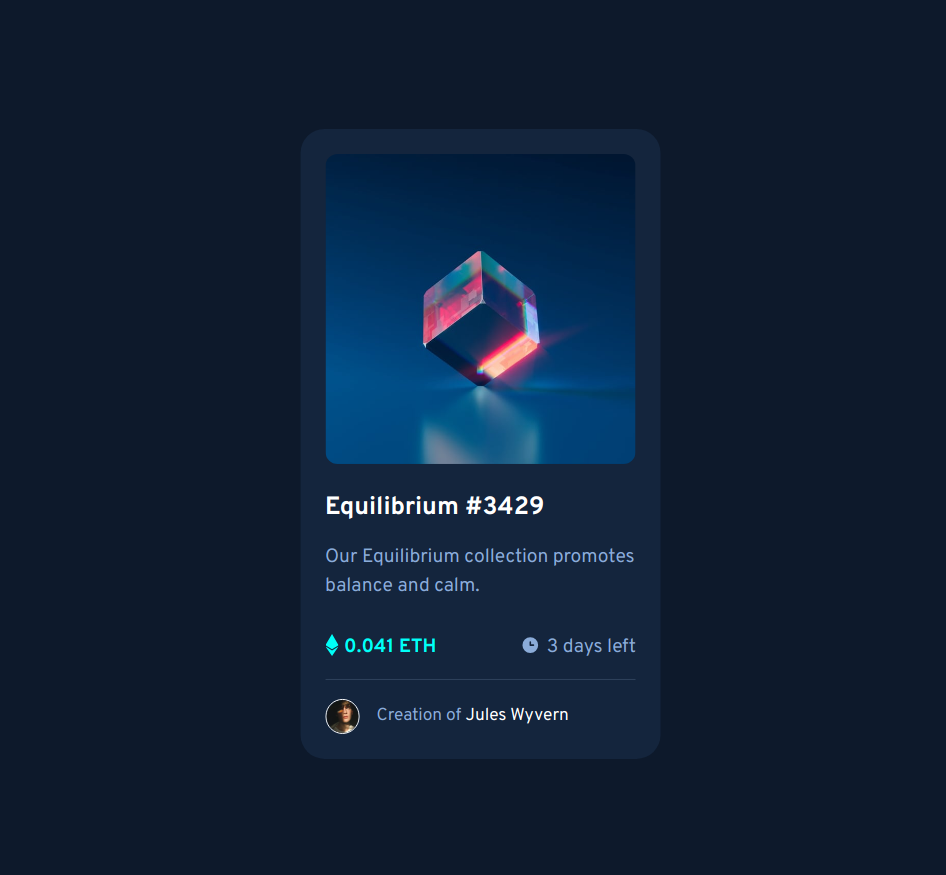 Equilibrium #3429
Our Equilibrium collection promotes
balance and calm.
0.041 ETH
3 days left
Creation of Jules Wyvern